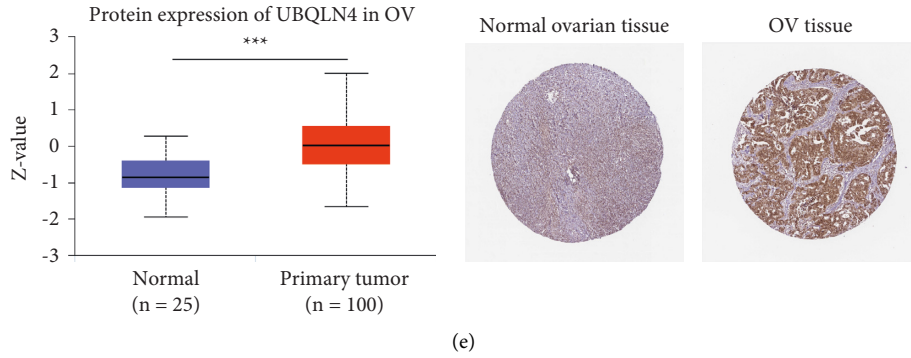 Protein expression of UBQLN4 in OV
***
3
2
1
0
-1
-2
-3
Z-value
Normal
(n = 25)
Primary tumor
(n = 100)
Normal ovarian tissue
OV tissue
(e)